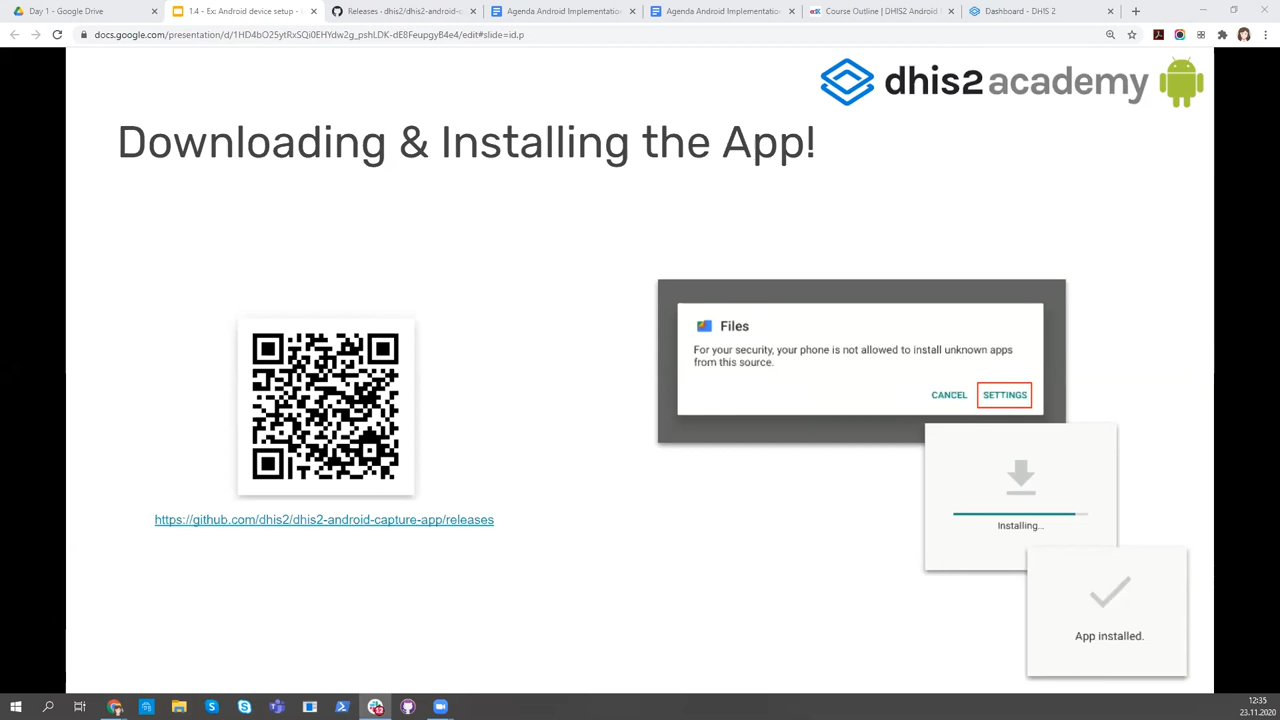 Day 1 - Google Drive
1.4 - Ex: Android device setup -
Releases - dhis2/dhis2-android-c
Agenda Android Implementation
Agenda Android Implementation
Course Outline | DHIS2 Android
Dashboard - DHIS 2
docs.google.com/presentation/d/1HD4bO25ytRxSQi0EHYdw2g_pshLDK-dE8FeupgyB4e4/edit#slide=id.p
dhis2 academy
Downloading & Installing the App!
Files
For your security, your phone is not allowed to install unknown apps
from this source.
CANCEL SETTINGS
https://github.com/dhis2/dhis2-android-capture-app/releases
Installing...
App installed.
12:35
23.11.2020